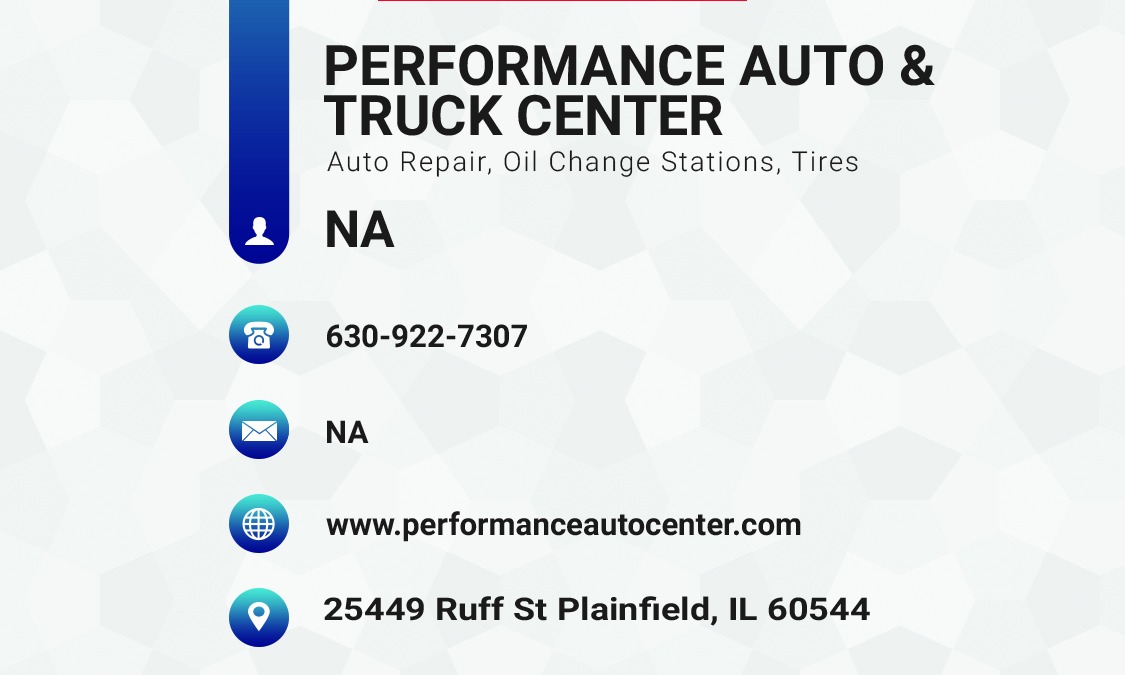 PERFORMANCE AUTO &
TRUCK CENTER
Auto Repair, Oil Change Stations, Tires
NA
630-922-7307
NA
www.performanceautocenter.com
25449 Ruff St Plainfield, IL 60544